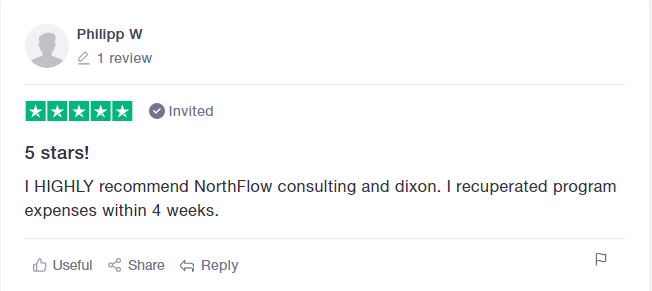 Philipp W
1 review
Invited
5 stars!
I HIGHLY recommend NorthFlow consulting and dixon. I recuperated program
expenses within 4 weeks.
Useful Share Reply